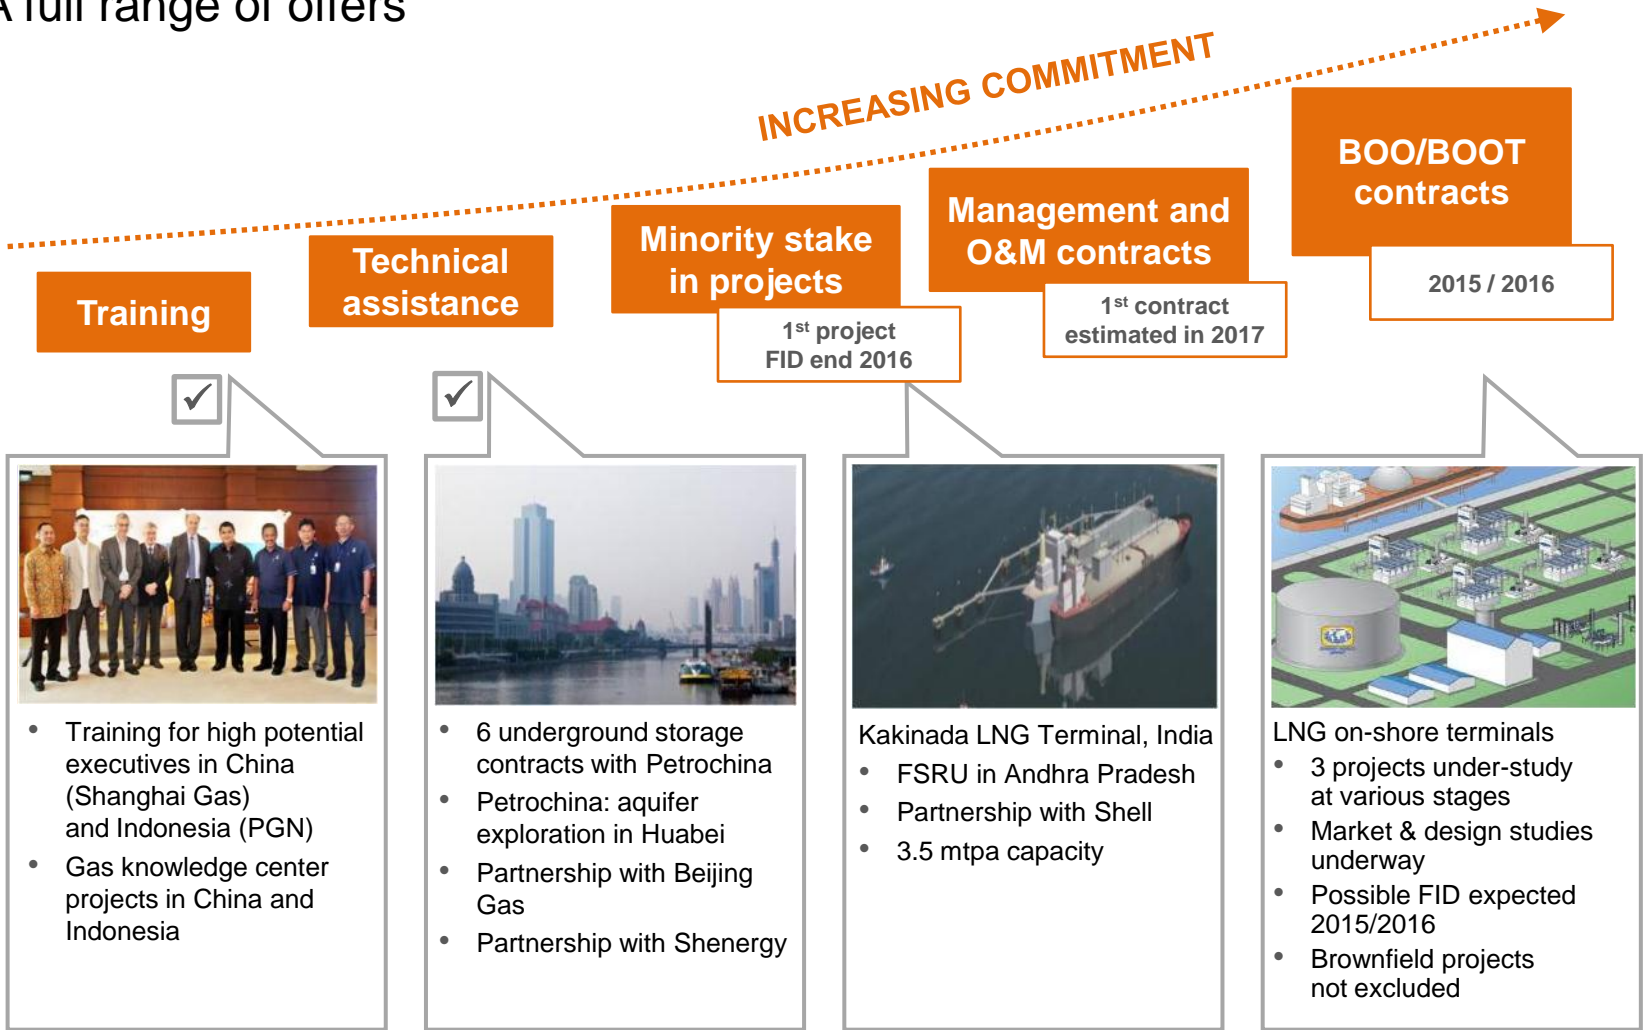 A full range of offers
INCREASING COMMITMENT
Training
Technical
assistance
Minority stake
in projects
1st project
FID end 2016
Management and
O&M contracts
1st contract
estimated in 2017
BOO/BOOT
contracts
2015 / 2016
• Training for high potential
executives in China
(Shanghai Gas)
and Indonesia (PGN)
• Gas knowledge center
projects in China and
Indonesia
• 6 underground storage
contracts with Petrochina
• Petrochina: aquifer
exploration in Huabei
• Partnership with Beijing
Gas
• Partnership with Shenergy
Kakinada LNG Terminal, India
• FSRU in Andhra Pradesh
• Partnership with Shell
• 3.5 mtpa capacity
LNG on-shore terminals
• 3 projects under-study
at various stages
• Market & design studies
underway
• Possible FID expected
2015/2016
• Brownfield projects
not excluded